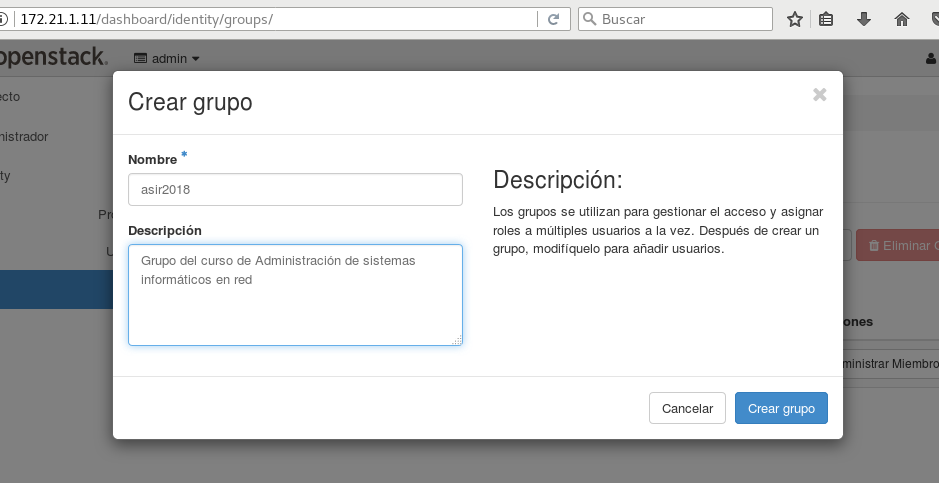 172.21.1.11/dashboard/identity/groups/
Buscar
openstack.
admin
Crear grupo
Nombre *
asir2018
Descripción
Grupo del curso de Administración de sistemas
informáticos en red
Descripción:
Los grupos se utilizan para gestionar el acceso y asignar
roles a múltiples usuarios a la vez. Después de crear un
grupo, modifíquelo para añadir usuarios.
Cancelar
Crear grupo
ecto
nistrador
ty
Pr
U
Eliminar
ones
ministrar Miembro